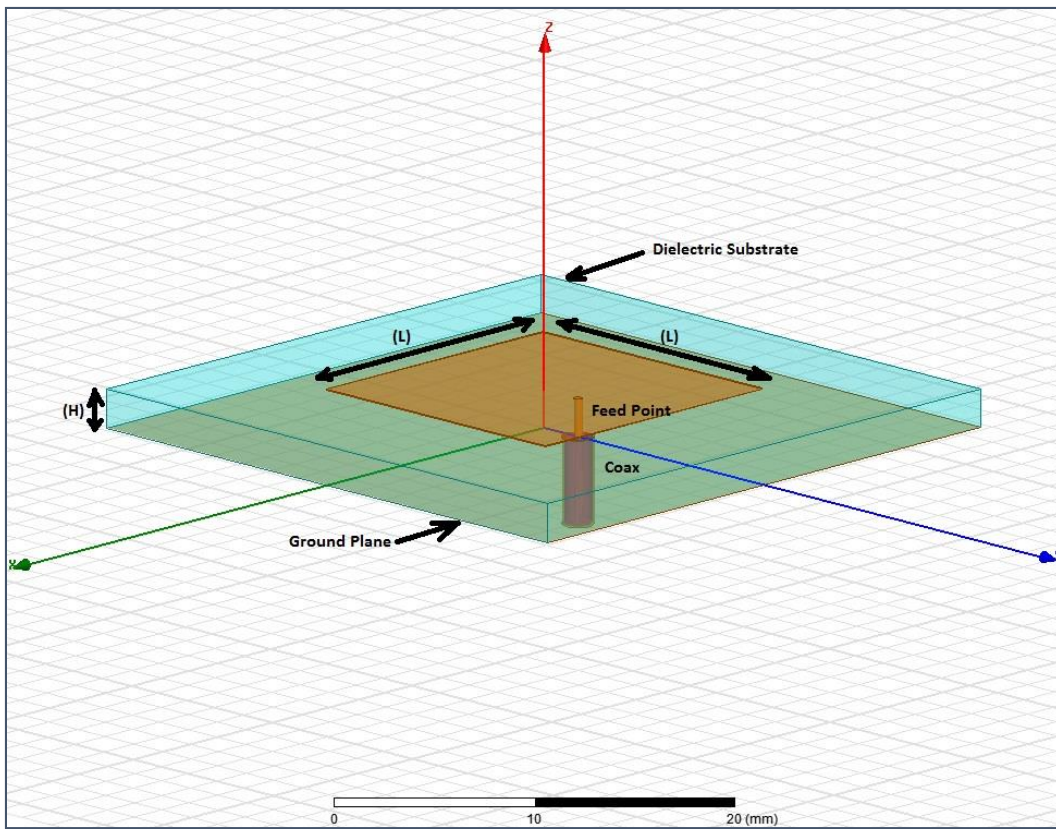 Z
Dielectric Substrate
(L)
(L)
(H)
Feed Point
Coax
Ground Plane
0
10
20 (mm)